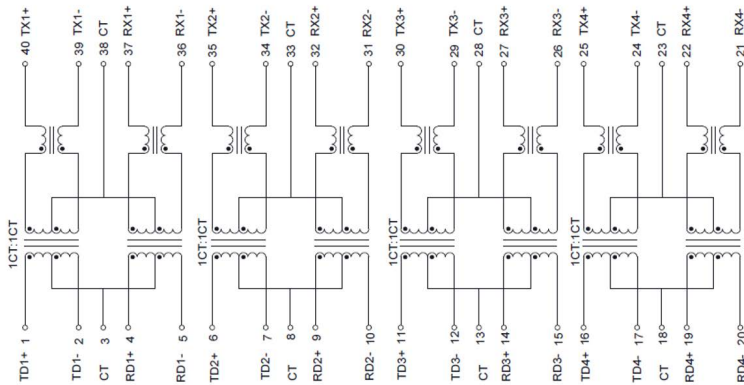 40 TX1+
39 TX1-
38 CT
37 RX1+
36 RX1-
35 TX2+
34 TX2-
33 CT
32 RX2+
31 RX2-
30 TX3+
29 TX3-
28 CT
27 RX3+
26 RX3-
25 TX4+
24 TX4-
23 CT
22 RX4+
21 RX4-
1CT:1CT
1CT:1CT
1CT:1CT
1CT:1CT
TD1+ 1
TD1- 2
CT 3
RD1+ 4
RD1- 5
TD2+ 6
TD2- 7
CT 8
RD2+ 9
RD2- 10
TD3+ 11
TD3- 12
CT 13
RD3+ 14
RD3- 15
TD4+ 16
TD4- 17
CT 18
RD4+ 19
RD4- 20